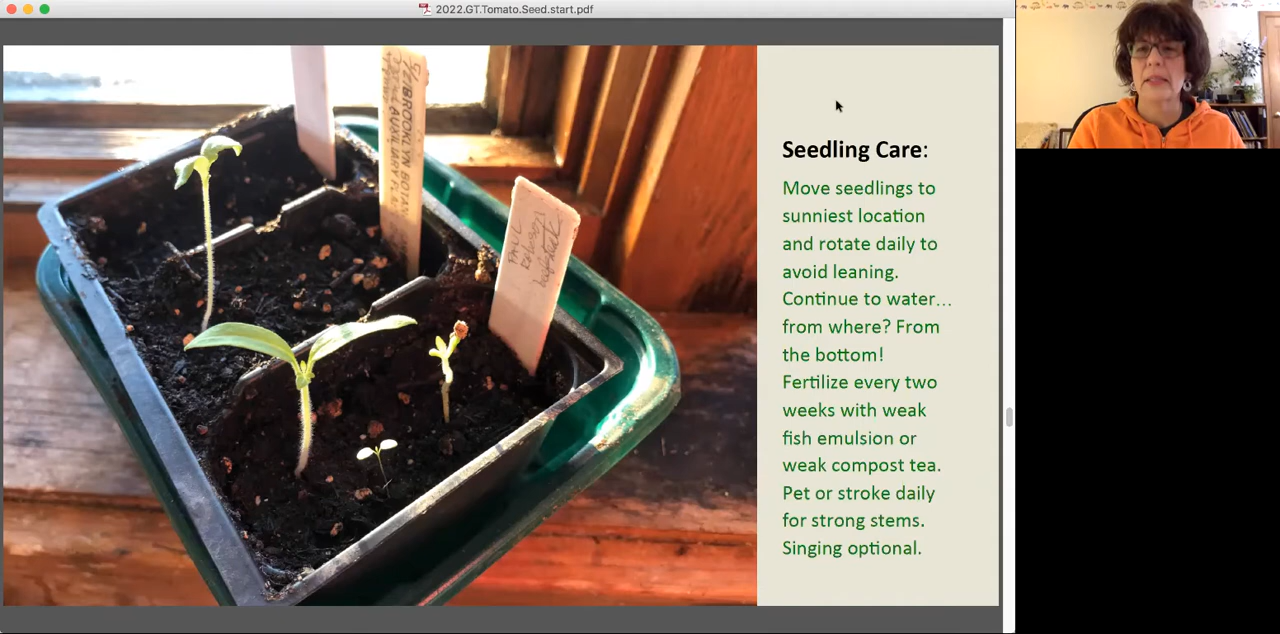 2022.GT.Tomato.Seed.start.pdf
BROOKLYN BOTAN
PAUL
Seedling Care:
Move seedlings to
sunniest location
and rotate daily to
avoid leaning.
Continue to water...
from where? From
the bottom!
Fertilize every two
weeks with weak
fish emulsion or
weak compost tea.
Pet or stroke daily
for strong stems.
Singing optional.